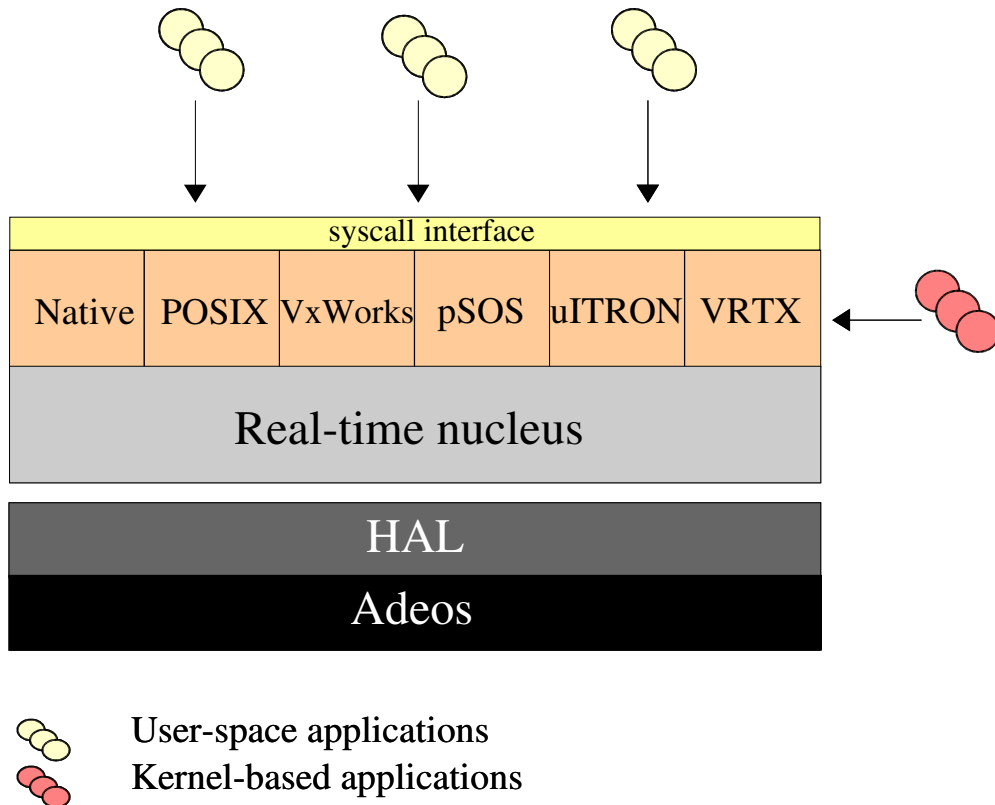 syscall interface
Native POSIX VxWorks pSOS uITRON VRTX
Real-time nucleus
HAL
Adeos
User-space applications
Kernel-based applications